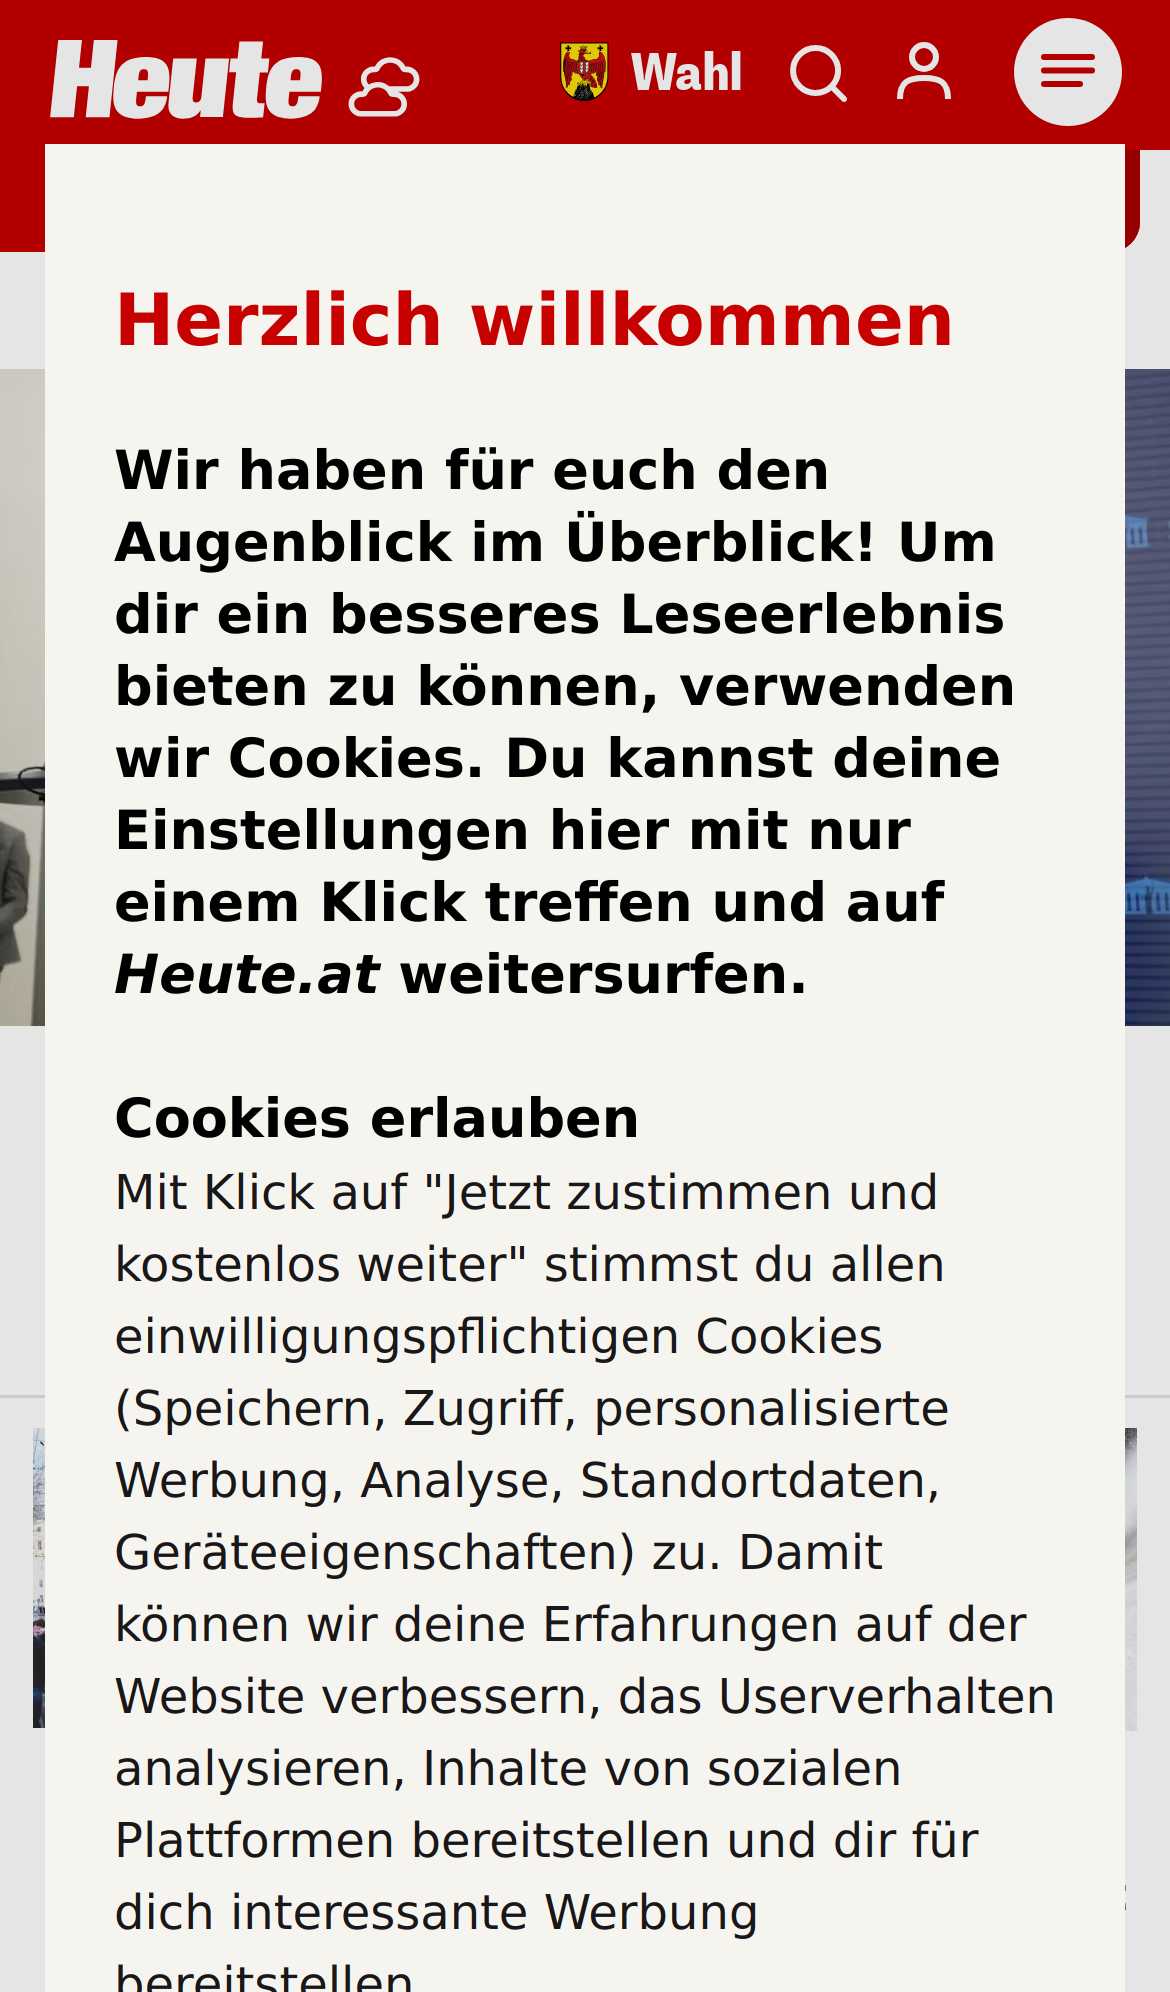 Heute
Wahl
Herzlich willkommen
Wir haben für euch den
Augenblick im Überblick! Um
dir ein besseres Leseerlebnis
bieten zu können, verwenden
wir Cookies. Du kannst deine
Einstellungen hier mit nur
einem Klick treffen und auf
Heute.at weitersurfen.
Cookies erlauben
Mit Klick auf "Jetzt zustimmen und
kostenlos weiter" stimmst du allen
einwilligungspflichtigen Cookies
(Speichern, Zugriff, personalisierte
Werbung, Analyse, Standortdaten,
Geräteeigenschaften) zu. Damit
können wir deine Erfahrungen auf der
Website verbessern, das Userverhalten
analysieren, Inhalte von sozialen
Plattformen bereitstellen und dir für
dich interessante Werbung
bereitstellen